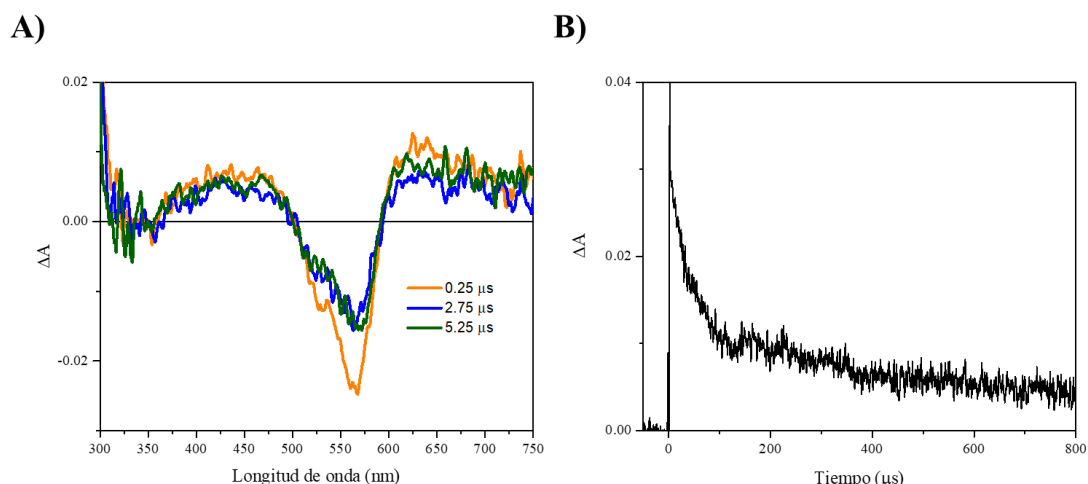 A)
B)
0.02
0.00
-0.02
ΔA
300
350
400
450
500
550
600
650
700
750
Longitud de onda (nm)
0.25 μs
2.75 μs
5.25 μs
0.04
0.02
0.00
ΔA
0
200
400
600
800
Tiempo (μs)